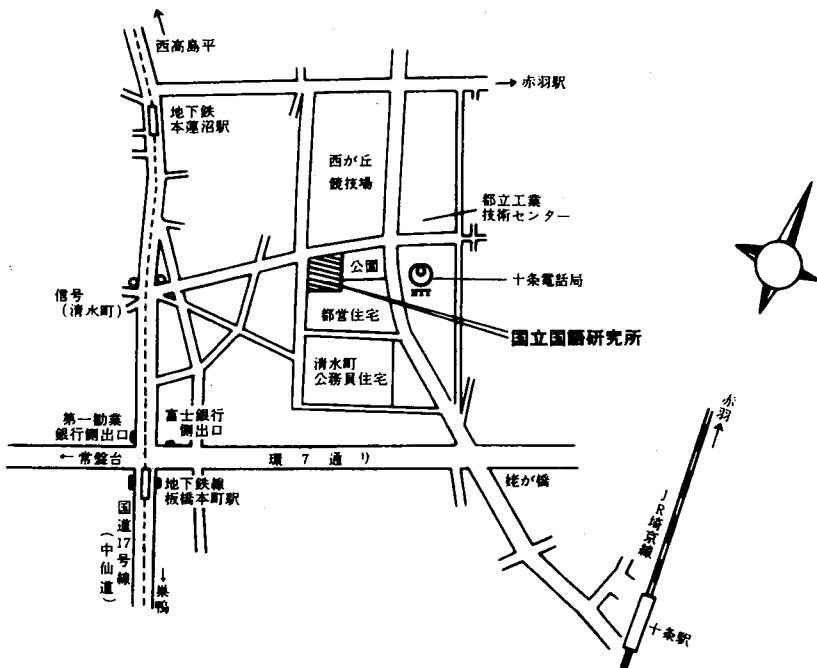 西高島平
→赤羽駅
地下鉄
本蓮沼駅
西が丘
競技場
都立工業
技術センター
公園
十条電話局
NTT
信号
(清水町)
都営住宅
国立国語研究所
清水町
公務員住宅
第一勧業
銀行側出口
富士銀行
側出口
←常盤台
環7通り
地下鉄線
板橋本町駅
姥が橋
国道17号線
(中仙道)
→巣鴨
赤羽→
JR埼京線
十条駅